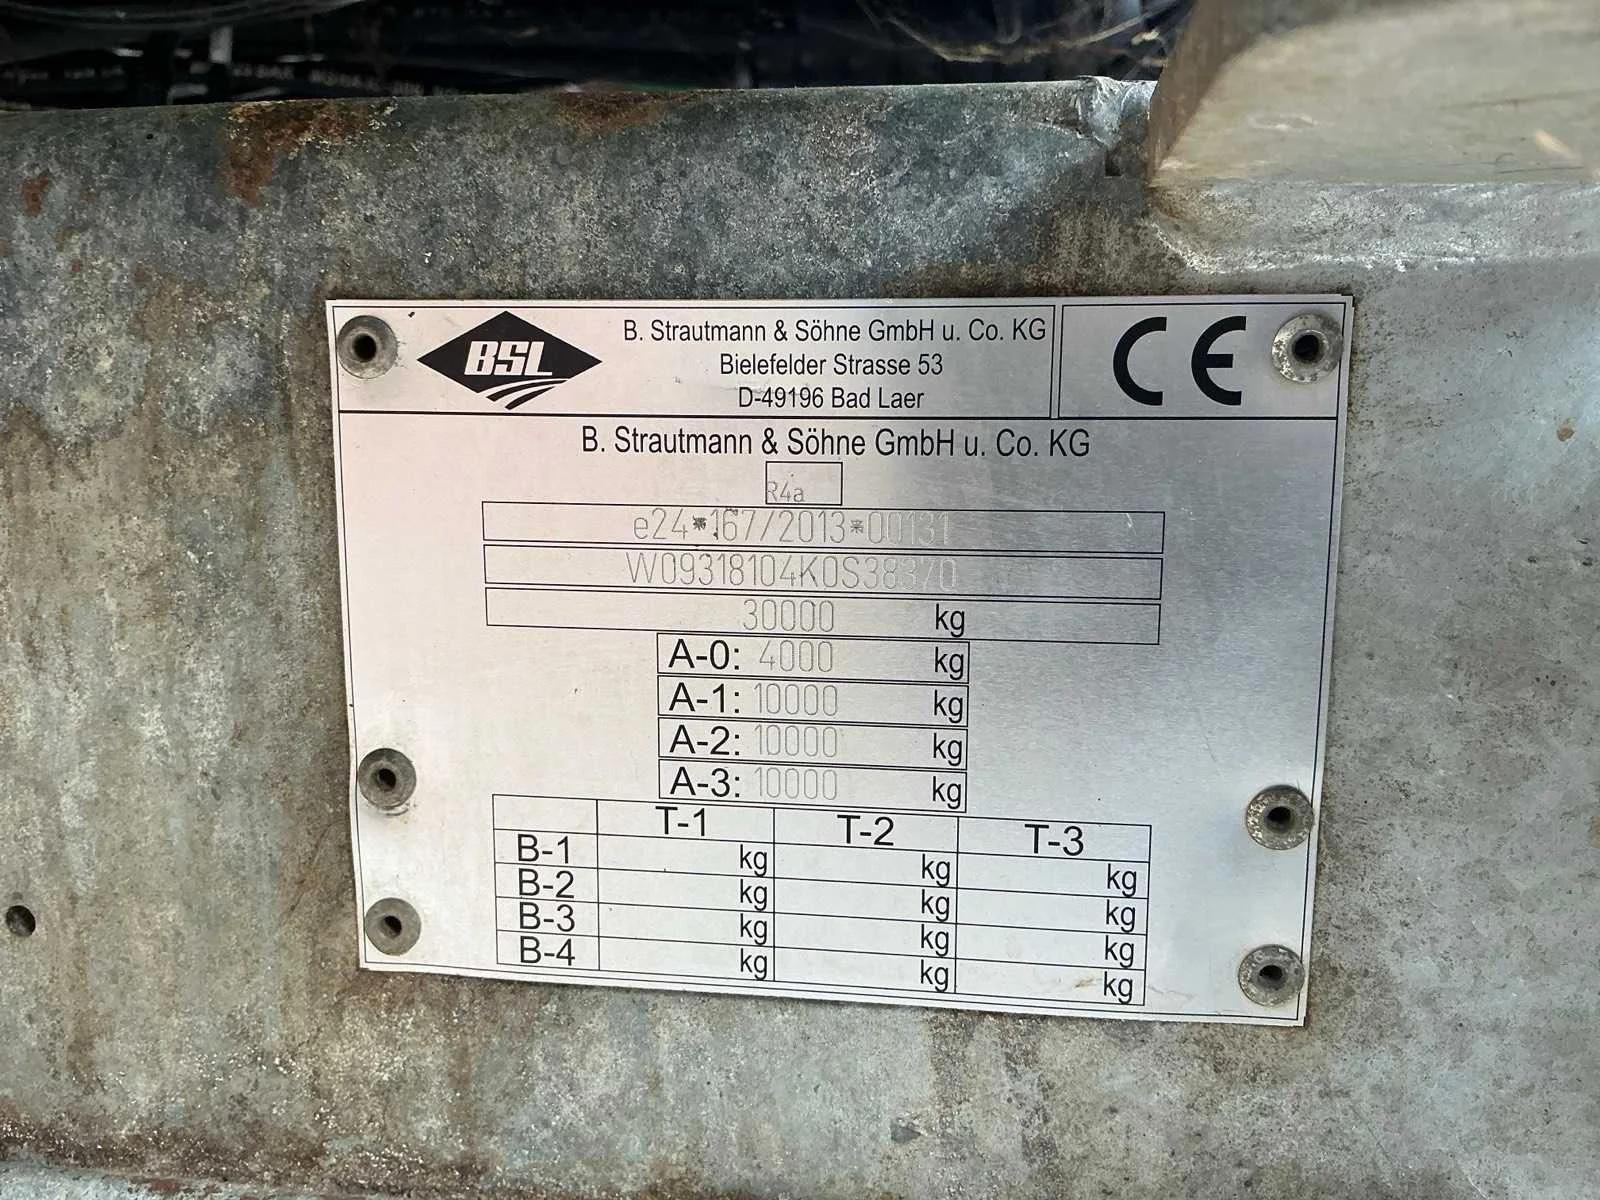 BSL
B. Strautmann & Söhne GmbH u. Co. KG
Bielefelder Strasse 53
D-49196 Bad Laer
CE
B. Strautmann & Söhne GmbH u. Co. KG
R4a
e24*167/2013*00131
W09318104K0S38370
30000 kg
A-0: 4000 kg
A-1: 10000 kg
A-2: 10000 kg
A-3: 10000 kg
T-1 T-2 T-3
B-1 kg kg kg
B-2 kg kg kg
B-3 kg kg kg
B-4 kg kg kg